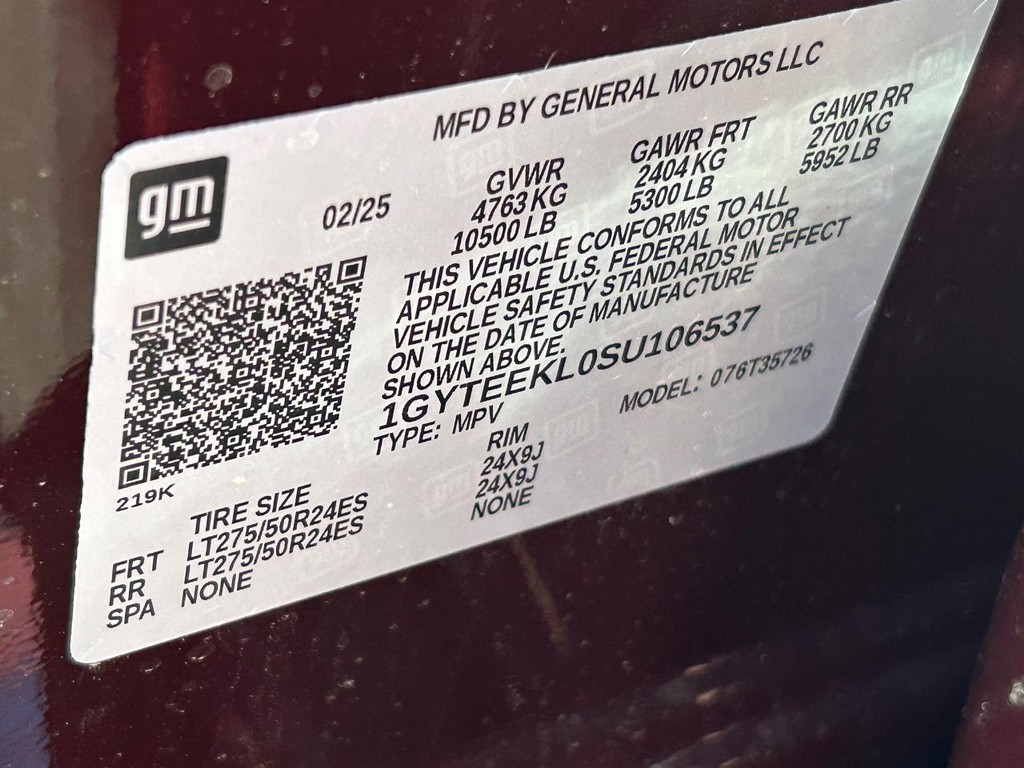 MFD BY GENERAL MOTORS LLC
gm
02/25
GVWR GAWR FRT GAWR RR
4763 KG 2404 KG 2700 KG
10500 LB 5300 LB 5952 LB
THIS VEHICLE CONFORMS TO ALL
APPLICABLE U.S. FEDERAL MOTOR
VEHICLE SAFETY STANDARDS IN EFFECT
ON THE DATE OF MANUFACTURE
SHOWN ABOVE.
1GYTEEKL0SU106537
TYPE: MPV MODEL: 076T35726
219K
TIRE SIZE RIM
FRT LT275/50R24ES 24X9J
RR LT275/50R24ES 24X9J
SPA NONE NONE